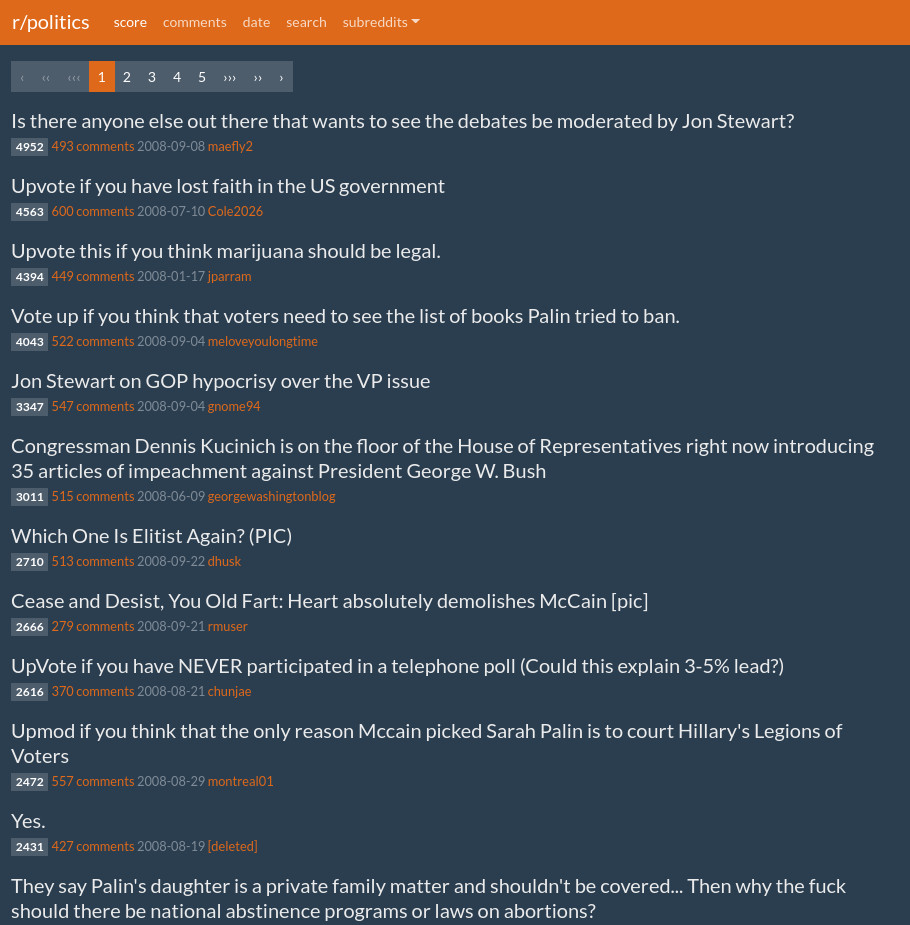 r/politics score comments date search subreddits
‹ ‹‹ ‹‹‹ 1 2 3 4 5 ››› ›› ›
Is there anyone else out there that wants to see the debates be moderated by Jon Stewart?
4952 493 comments 2008-09-08 maefly2
Upvote if you have lost faith in the US government
4563 600 comments 2008-07-10 Cole2026
Upvote this if you think marijuana should be legal.
4394 449 comments 2008-01-17 jparram
Vote up if you think that voters need to see the list of books Palin tried to ban.
4043 522 comments 2008-09-04 meloveyoulongtime
Jon Stewart on GOP hypocrisy over the VP issue
3347 547 comments 2008-09-04 gnome94
Congressman Dennis Kucinich is on the floor of the House of Representatives right now introducing
35 articles of impeachment against President George W. Bush
3011 515 comments 2008-06-09 georgewashingtonblog
Which One Is Elitist Again? (PIC)
2710 513 comments 2008-09-22 dhusk
Cease and Desist, You Old Fart: Heart absolutely demolishes McCain [pic]
2666 279 comments 2008-09-21 rmuser
UpVote if you have NEVER participated in a telephone poll (Could this explain 3-5% lead?)
2616 370 comments 2008-08-21 chunjae
Upmod if you think that the only reason Mccain picked Sarah Palin is to court Hillary's Legions of
Voters
2472 557 comments 2008-08-29 montreal01
Yes.
2431 427 comments 2008-08-19 [deleted]
They say Palin's daughter is a private family matter and shouldn't be covered... Then why the fuck
should there be national abstinence programs or laws on abortions?